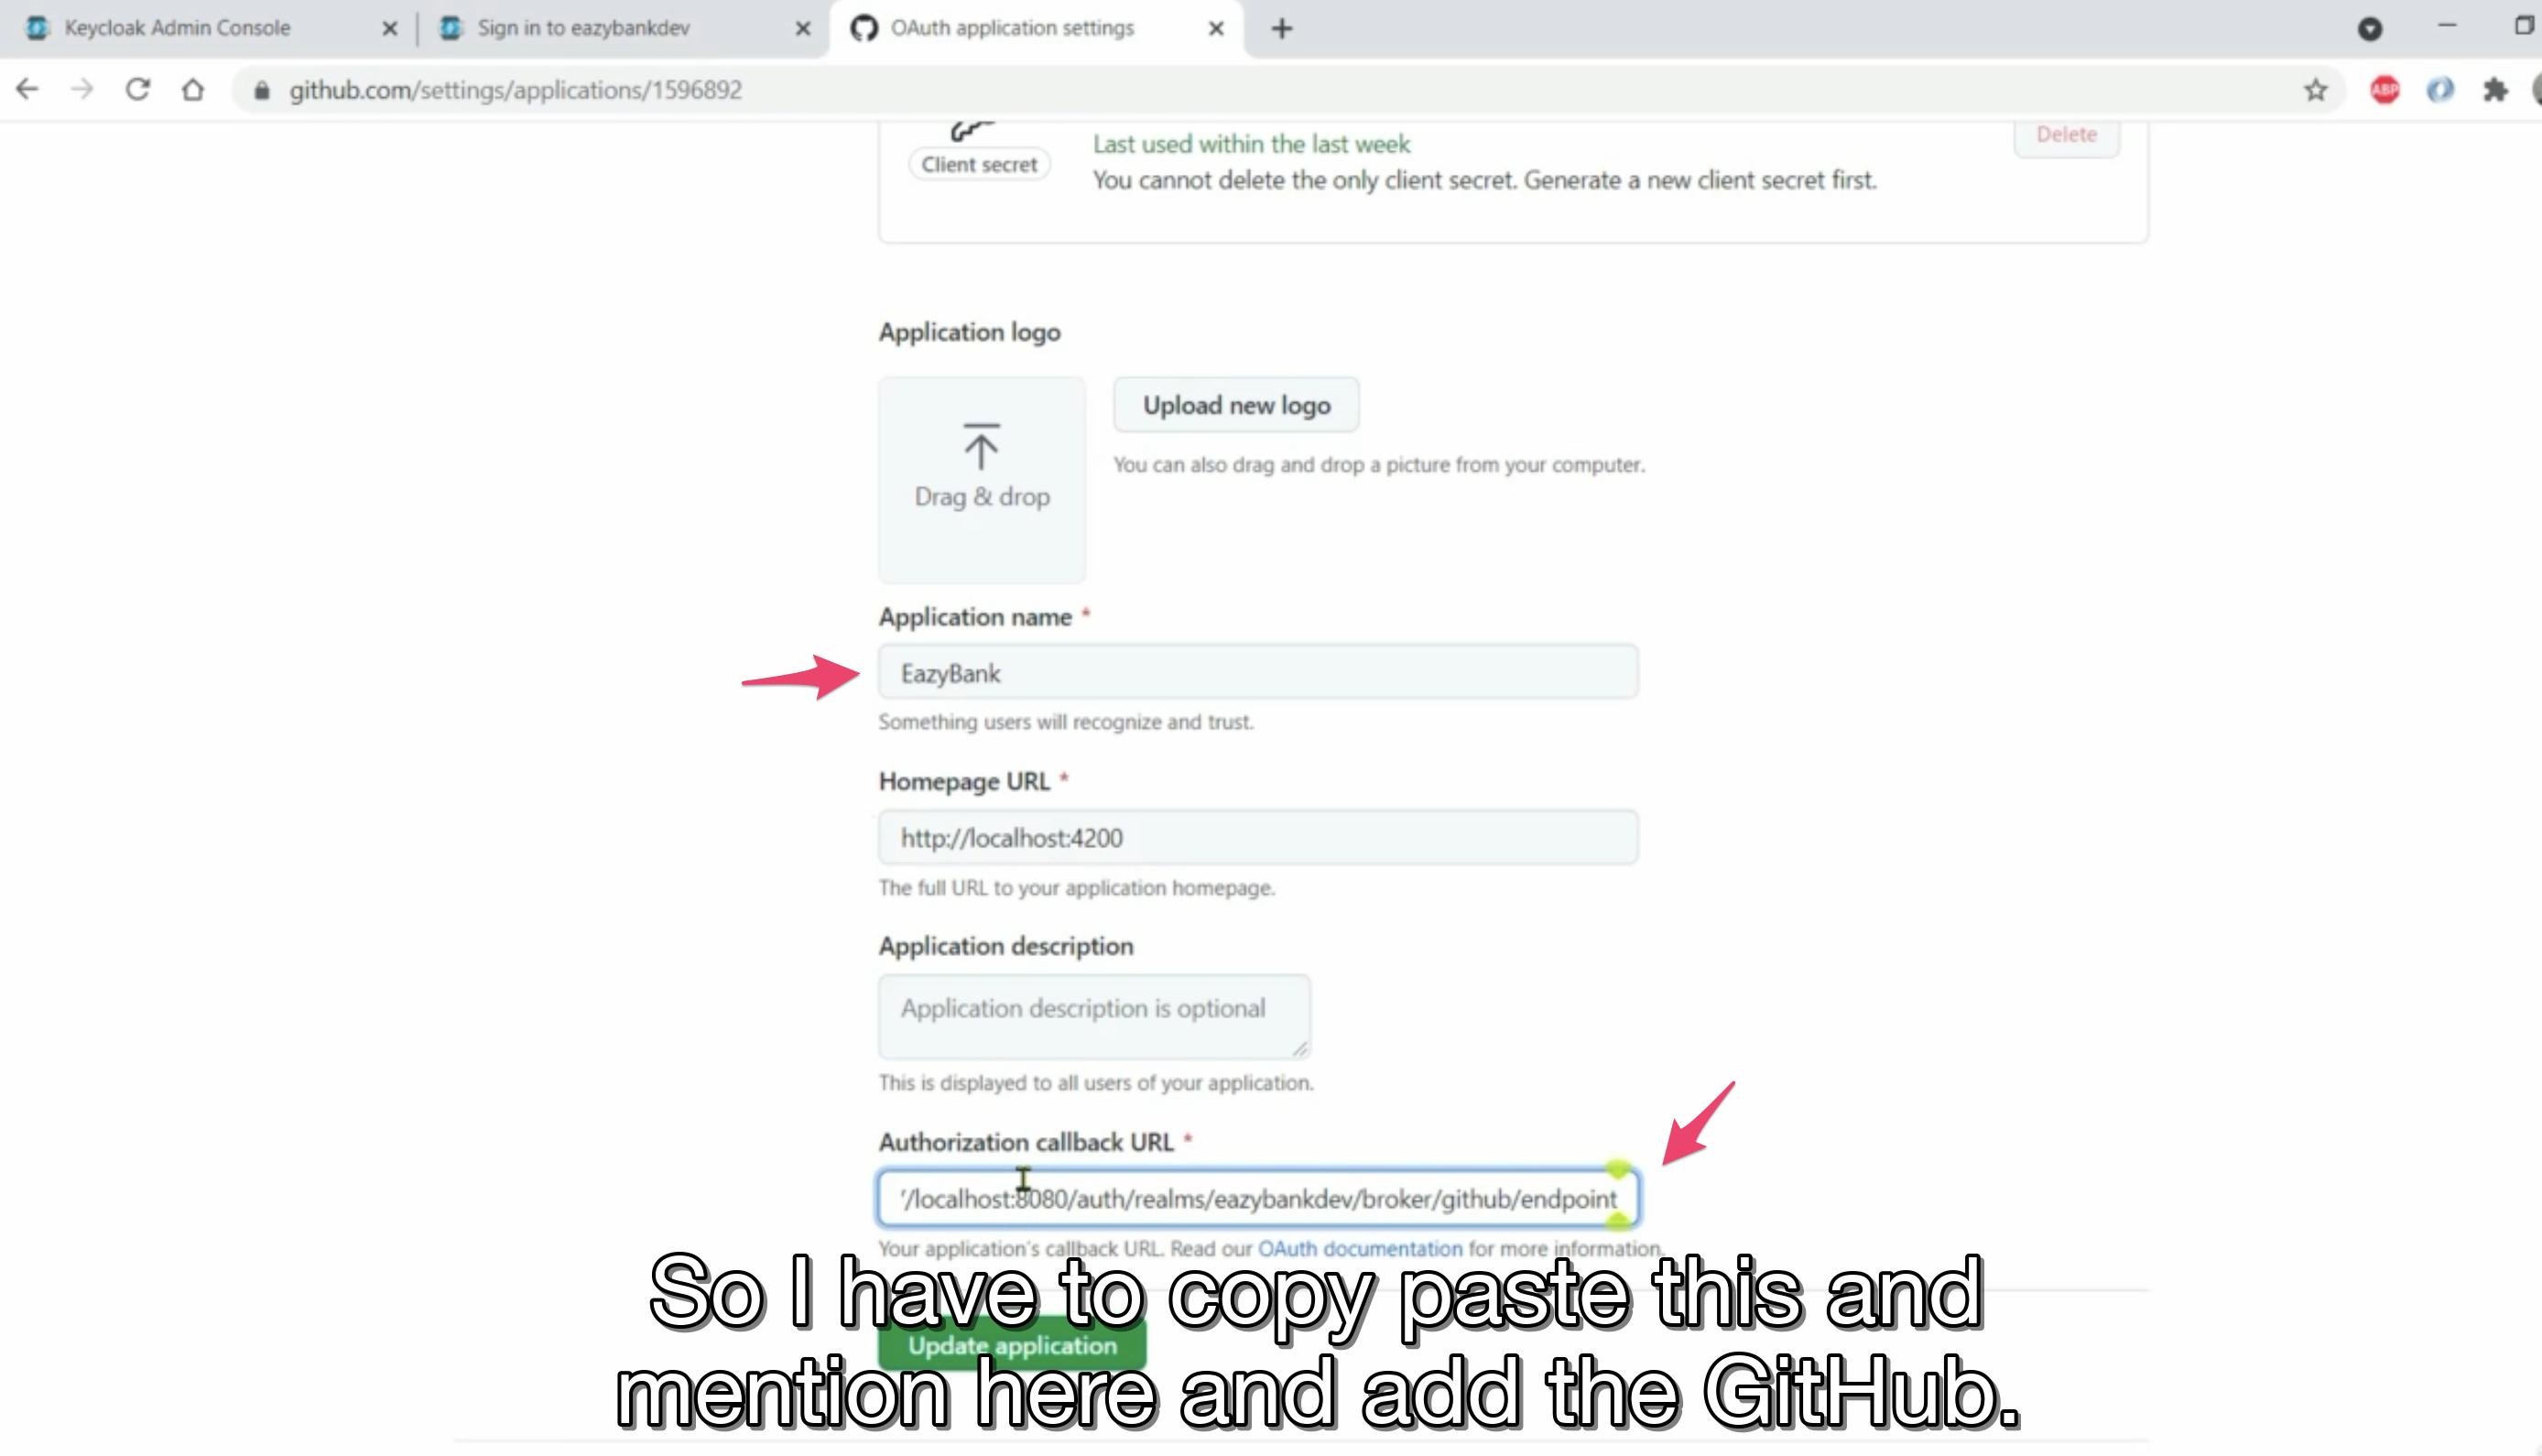 Keycloak Admin Console
Sign in to eazybankdev
OAuth application settings
github.com/settings/applications/1596892
ABP
Client secret
Last used within the last week
You cannot delete the only client secret. Generate a new client secret first.
Delete
Application logo
Drag & drop
Upload new logo
You can also drag and drop a picture from your computer.
Application name *
EazyBank
Something users will recognize and trust.
Homepage URL *
http://localhost:4200
The full URL to your application homepage.
Application description
Application description is optional
This is displayed to all users of your application.
Authorization callback URL *
/localhost:8080/auth/realms/eazybankdev/broker/github/endpoint
Your application's callback URL. Read our OAuth documentation for more information.
Update application
So I have to copy paste this and
mention here and add the GitHub.